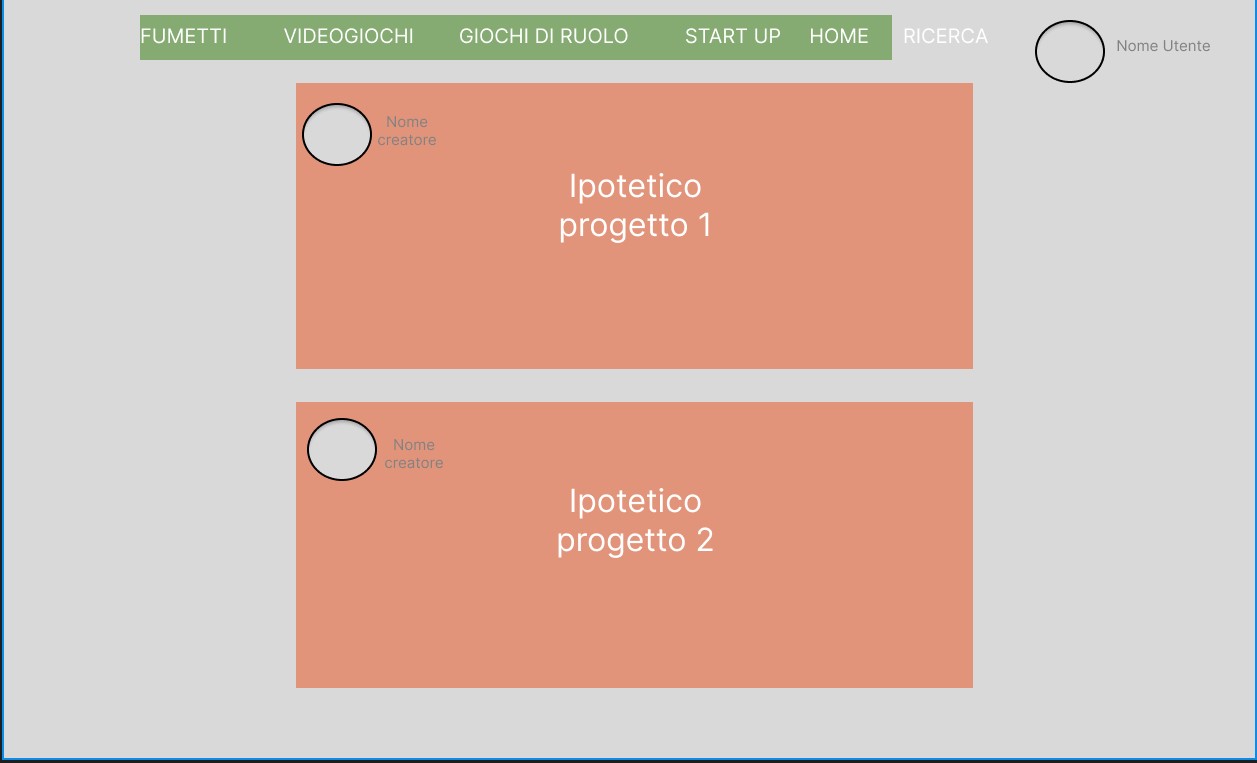 FUMETTI VIDEOGIOCHI GIOCHI DI RUOLO START UP HOME RICERCA
Nome Utente
Nome
creatore
Ipotetico
progetto 1
Nome
creatore
Ipotetico
progetto 2